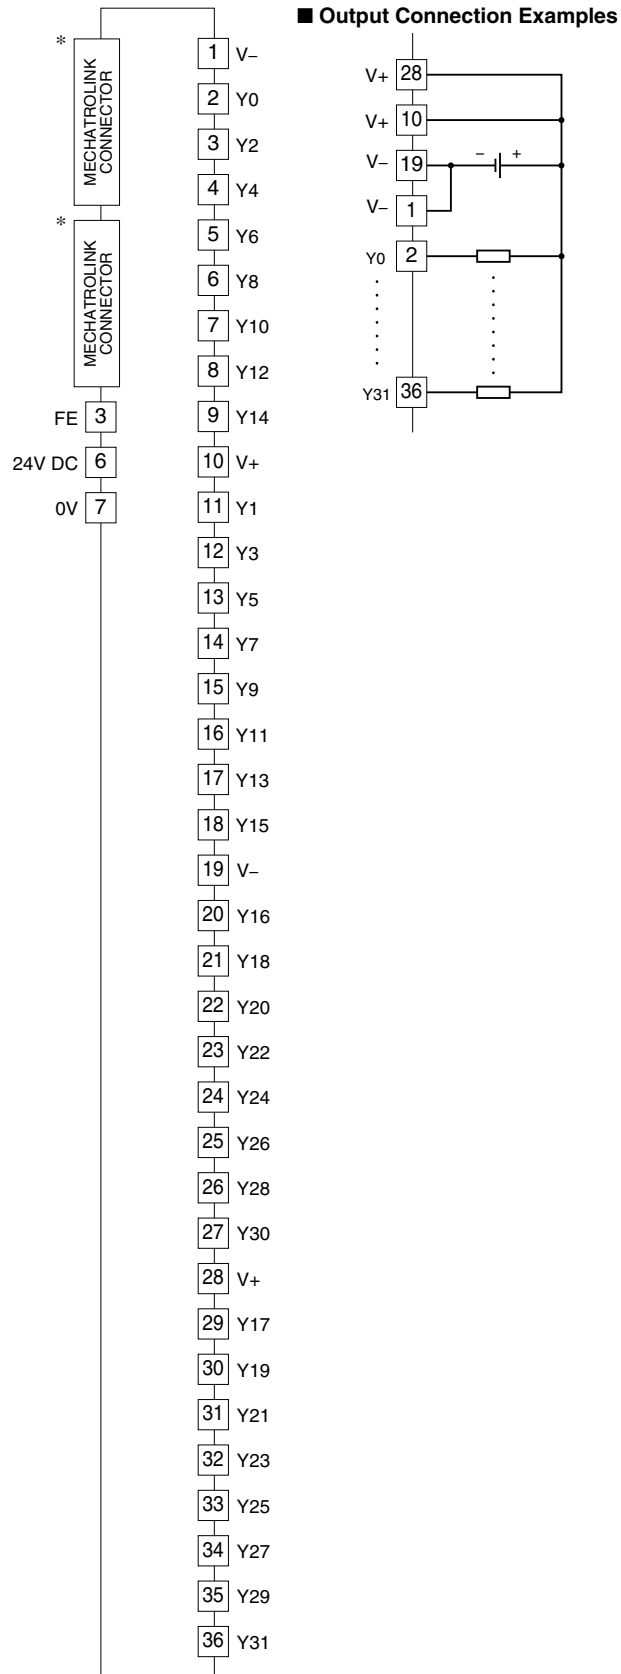 *
MECHATROLINK
CONNECTOR
*
MECHATROLINK
CONNECTOR
FE 3
24V DC 6
0V 7
1 V–
2 Y0
3 Y2
4 Y4
5 Y6
6 Y8
7 Y10
8 Y12
9 Y14
10 V+
11 Y1
12 Y3
13 Y5
14 Y7
15 Y9
16 Y11
17 Y13
18 Y15
19 V–
20 Y16
21 Y18
22 Y20
23 Y22
24 Y24
25 Y26
26 Y28
27 Y30
28 V+
29 Y17
30 Y19
31 Y21
32 Y23
33 Y25
34 Y27
35 Y29
36 Y31
■ Output Connection Examples
V+ 28
V+ 10
V– 19 – +
V– 1
Y0 2
Y31 36